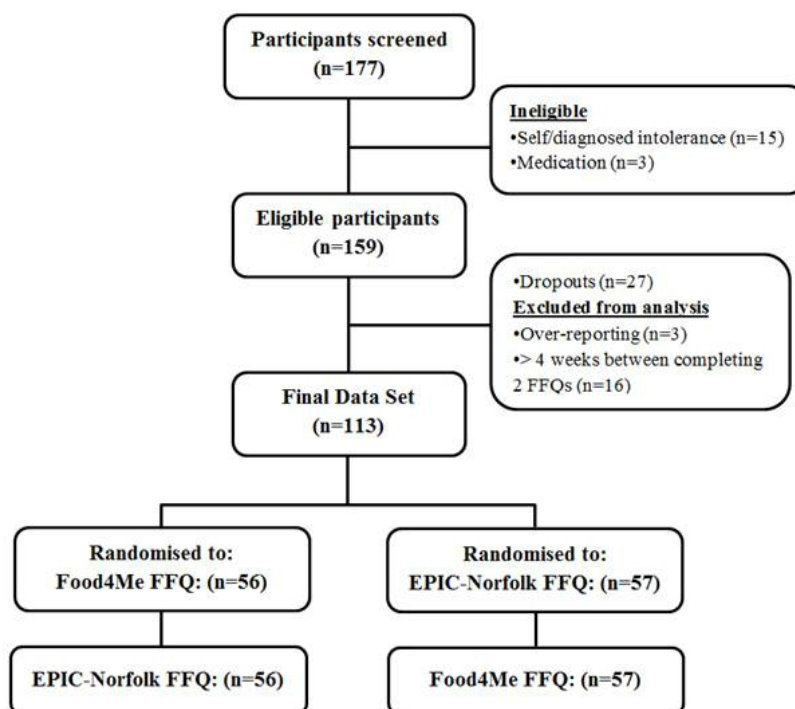 Participants screened
(n=177)
Ineligible
•Self/diagnosed intolerance (n=15)
•Medication (n=3)
Eligible participants
(n=159)
•Dropouts (n=27)
Excluded from analysis
•Over-reporting (n=3)
•> 4 weeks between completing
2 FFQs (n=16)
Final Data Set
(n=113)
Randomised to:
Food4Me FFQ: (n=56)
Randomised to:
EPIC-Norfolk FFQ: (n=57)
EPIC-Norfolk FFQ: (n=56)
Food4Me FFQ: (n=57)